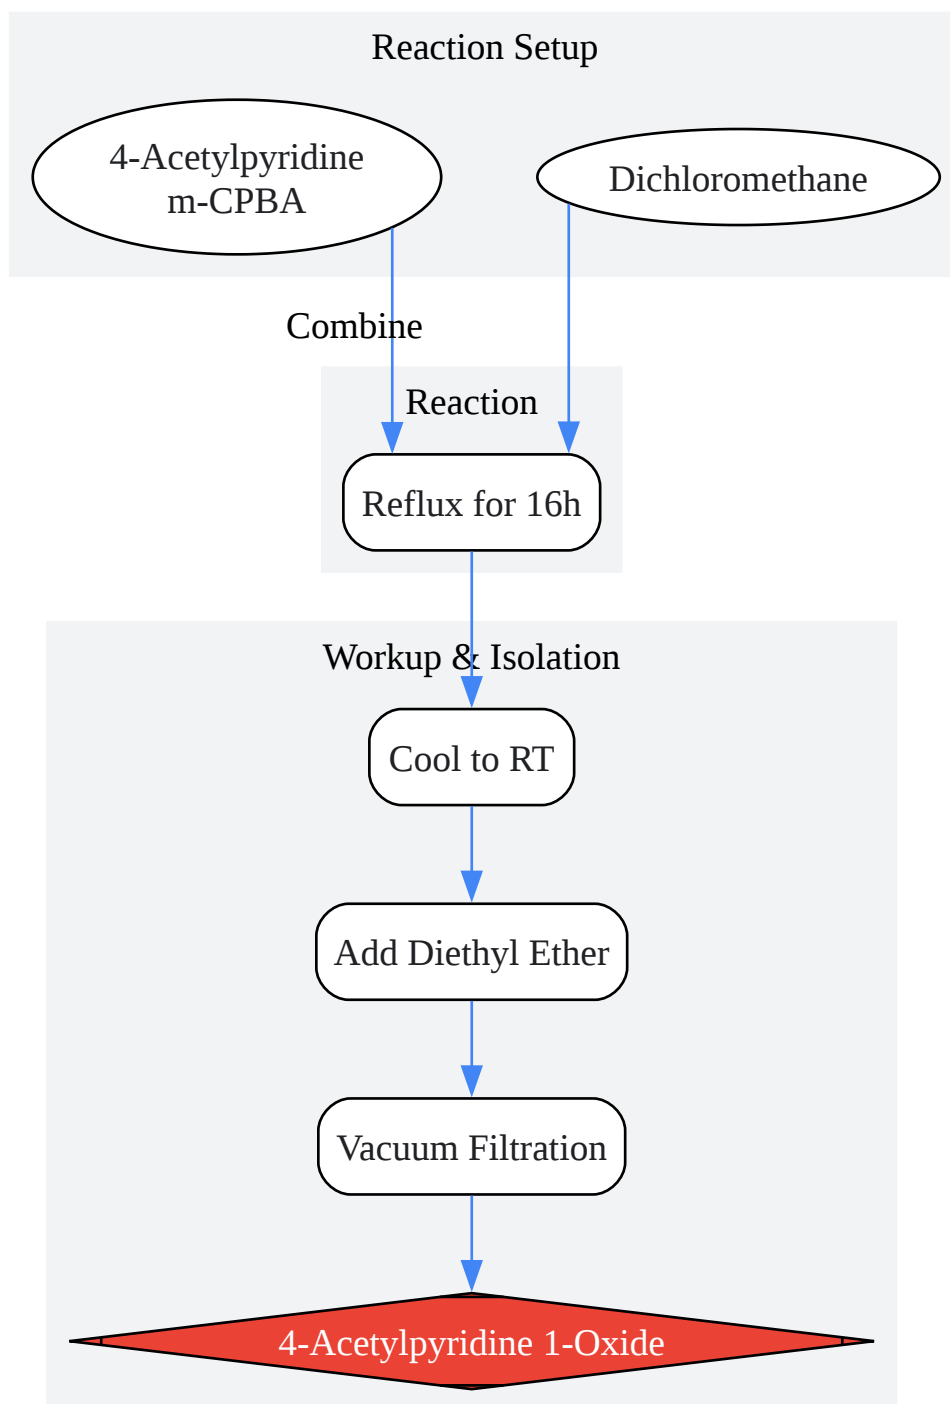 Reaction Setup
4-Acetylpyridine
m-CPBA
Dichloromethane
Combine
Reaction
Reflux for 16h
Workup & Isolation
Cool to RT
Add Diethyl Ether
Vacuum Filtration
4-Acetylpyridine 1-Oxide